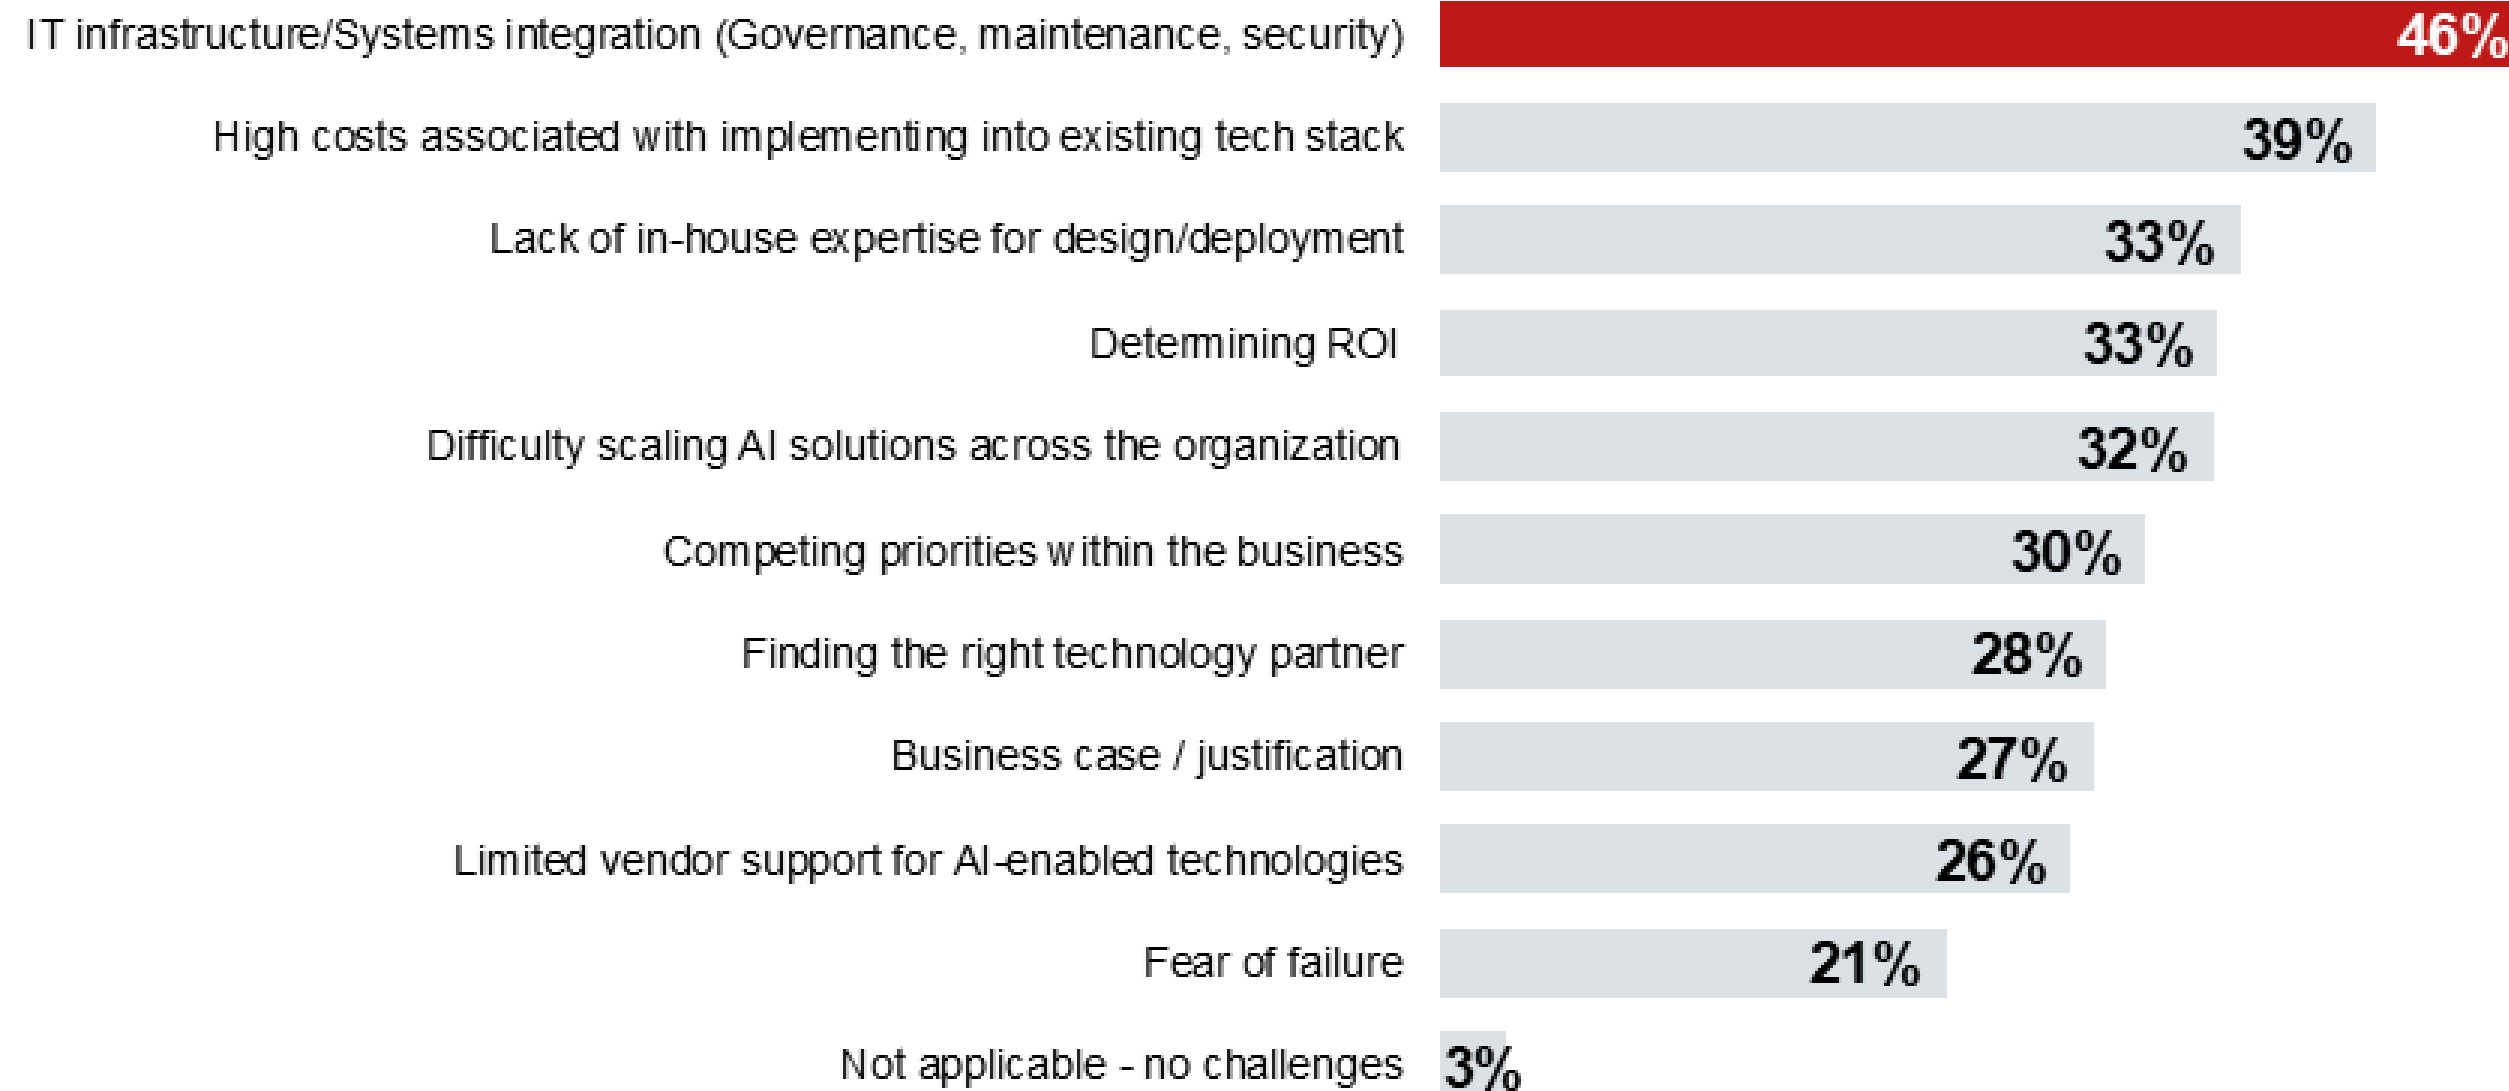 IT infrastructure/Systems integration (Governance, maintenance, security) 46%
High costs associated with implementing into existing tech stack 39%
Lack of in-house expertise for design/deployment 33%
Determining ROI 33%
Difficulty scaling AI solutions across the organization 32%
Competing priorities within the business 30%
Finding the right technology partner 28%
Business case / justification 27%
Limited vendor support for AI-enabled technologies 26%
Fear of failure 21%
Not applicable - no challenges 3%